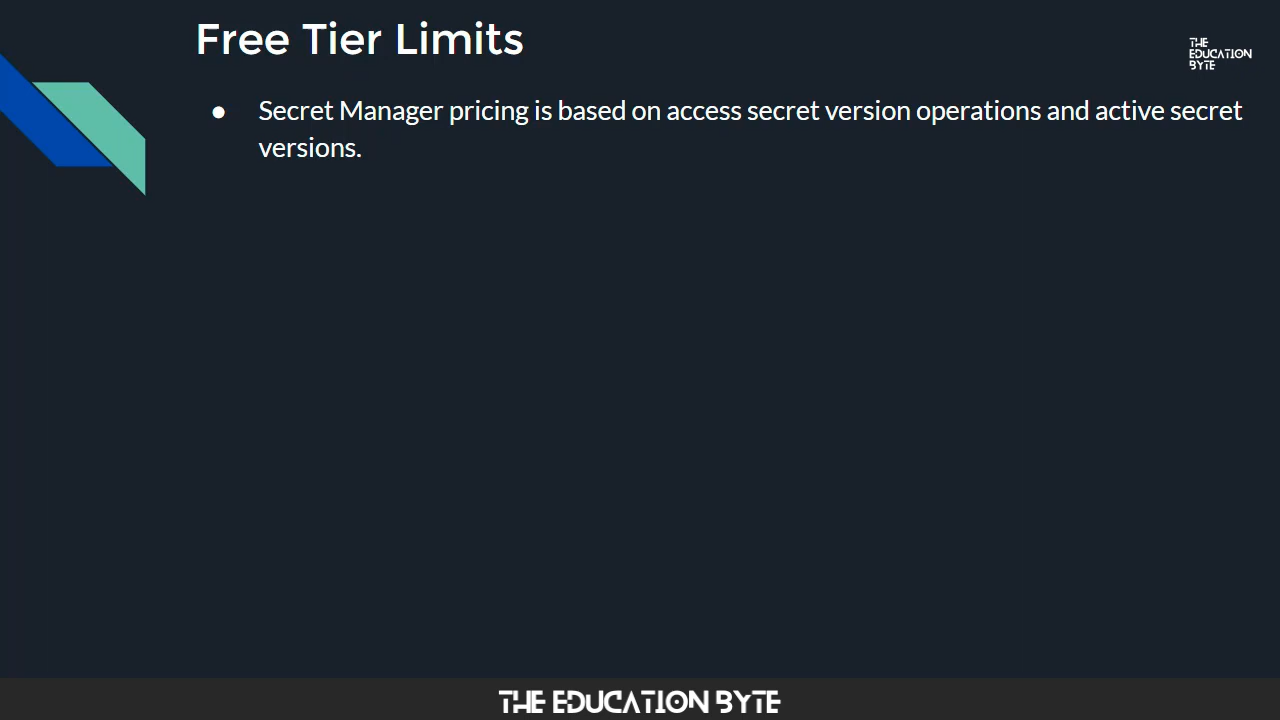 Free Tier Limits
THE
EDUCATION
BYTE
● Secret Manager pricing is based on access secret version operations and active secret
versions.
THE EDUCATION BYTE